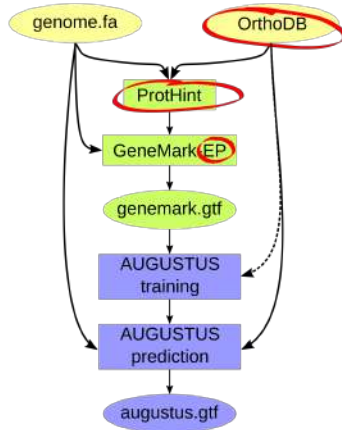 genome.fa
OrthoDB
ProtHint
GeneMark-EP
genemark.gtf
AUGUSTUS
training
AUGUSTUS
prediction
augustus.gtf